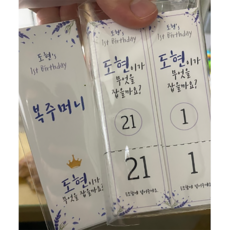 도현's
1st Birthday
복주머니
도현이가
무엇을 잡을까요?
도현's
1st Birthday
도현이가
무엇을
잡을까요?
21
21
도현's
1st Birthday
도현이가
무엇을
잡을까요?
1
1